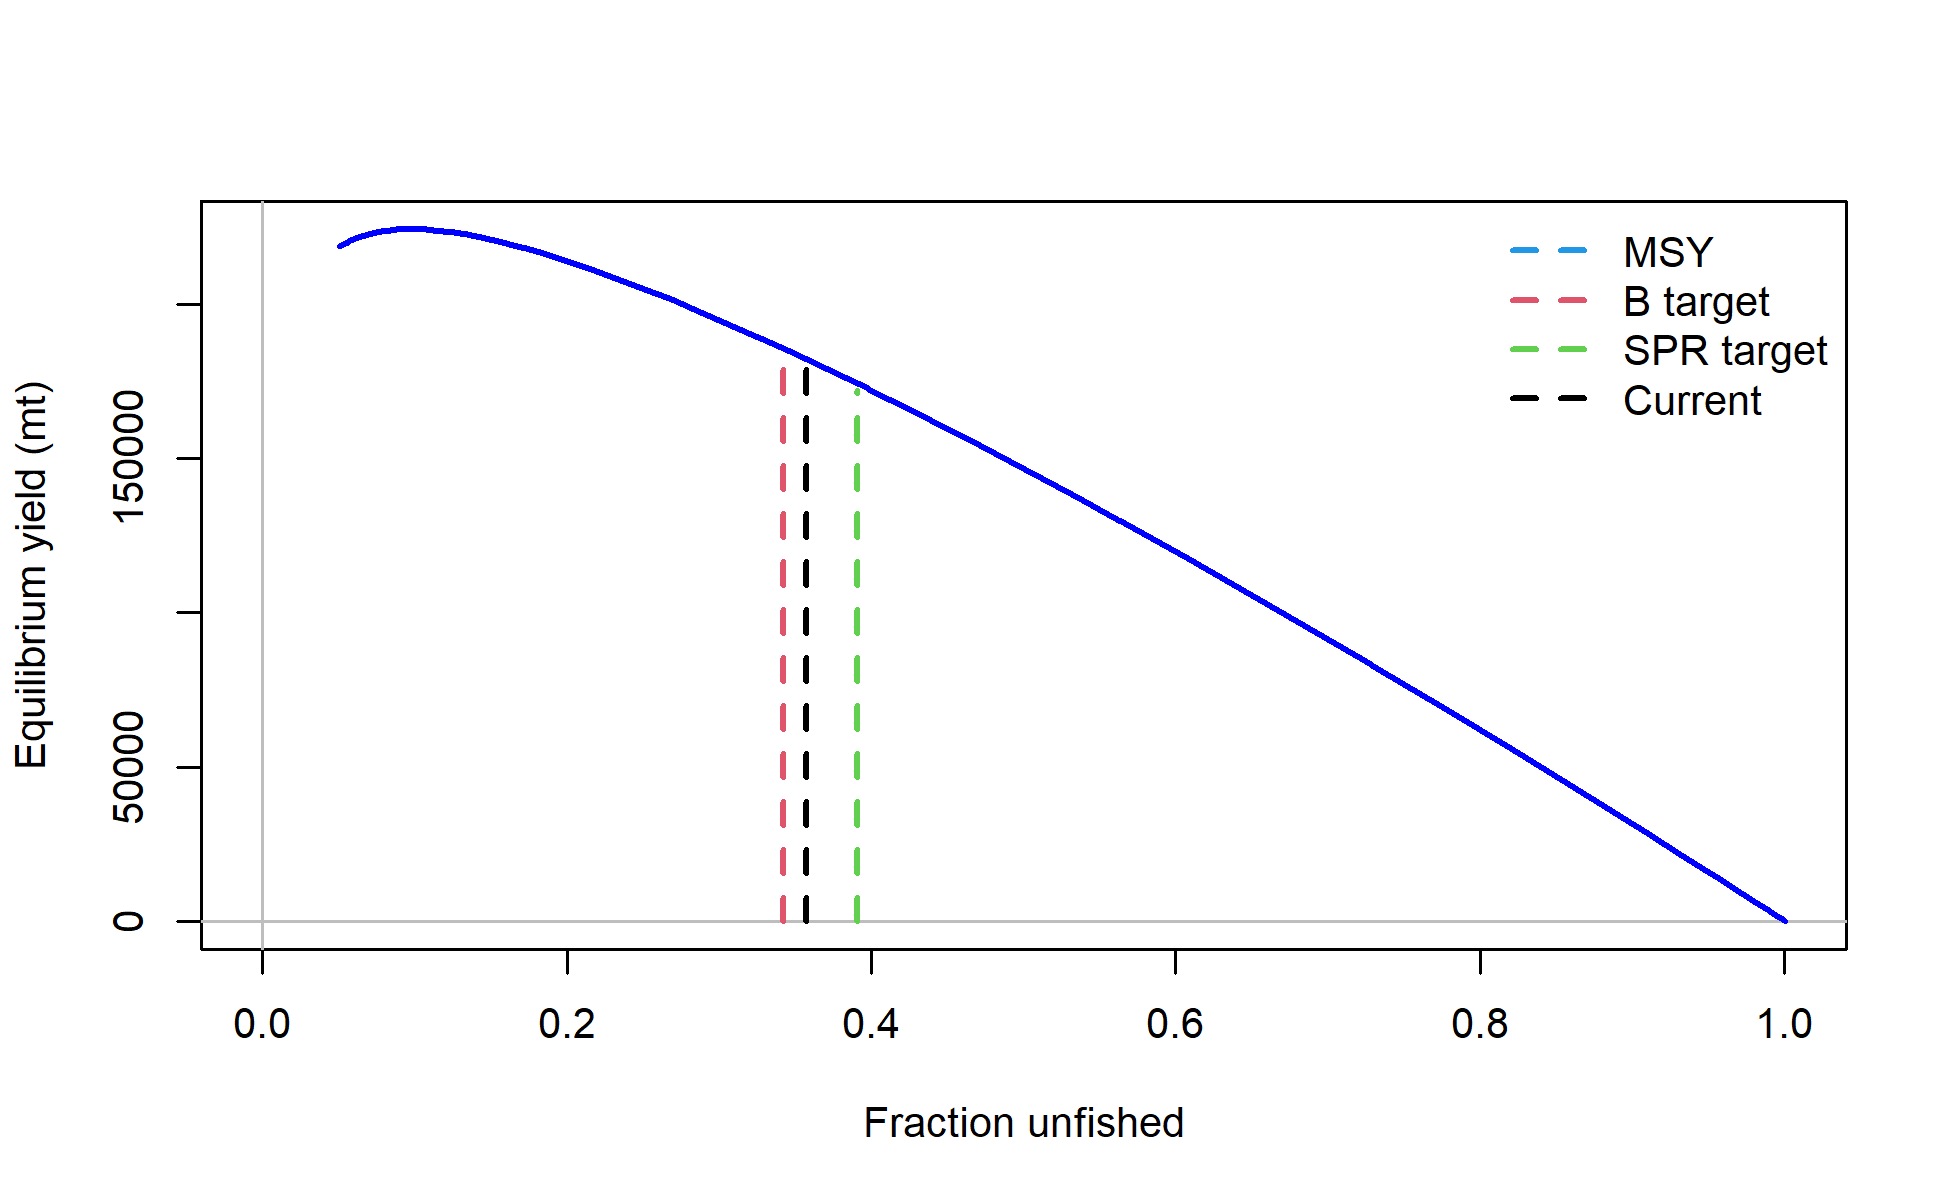 MSY
B target
SPR target
Current
Equilibrium yield (mt)
150000
50000
0
0.0 0.2 0.4 0.6 0.8 1.0
Fraction unfished